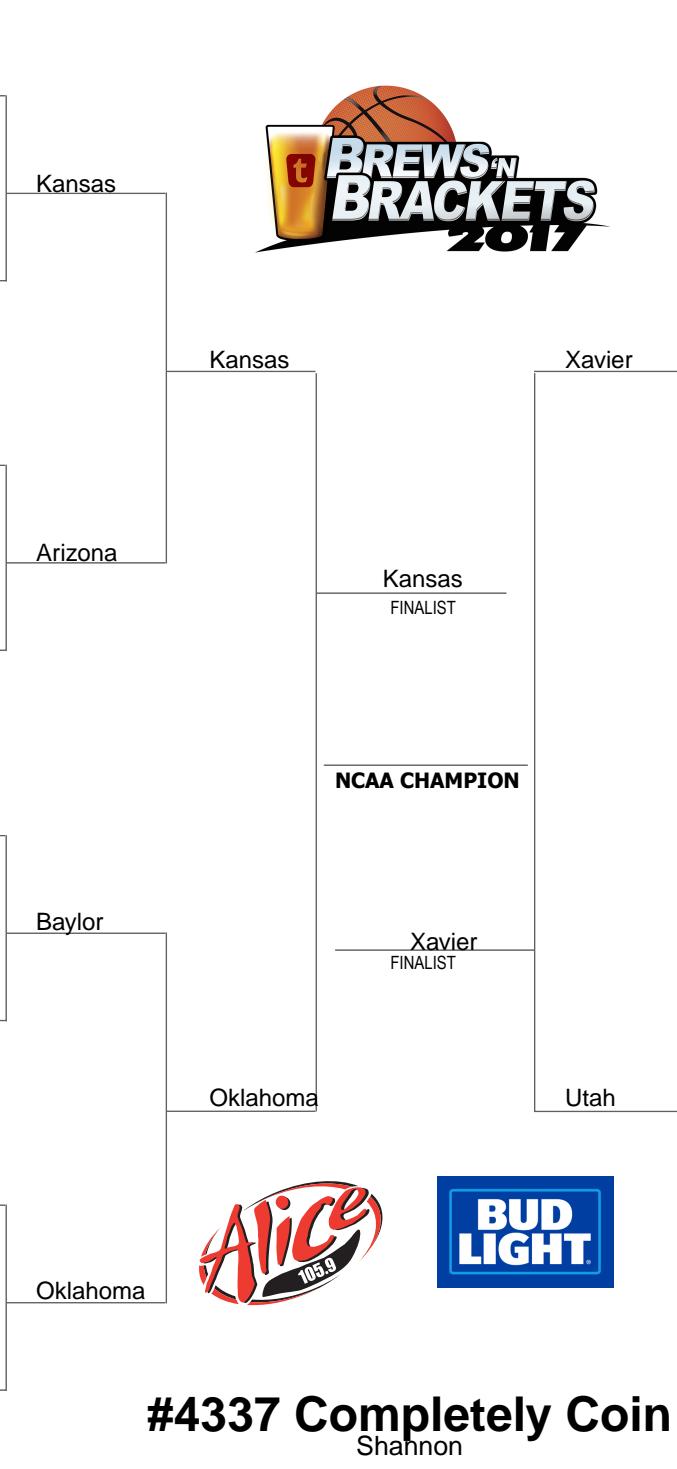 t
BREWS 'N
BRACKETS
2017
Kansas
Kansas
Xavier
Arizona
Kansas
FINALIST
NCAA CHAMPION
Baylor
Xavier
FINALIST
Oklahoma
Utah
Alice
105.9
BUD
LIGHT.
Oklahoma
#4337 Completely Coin
Shannon